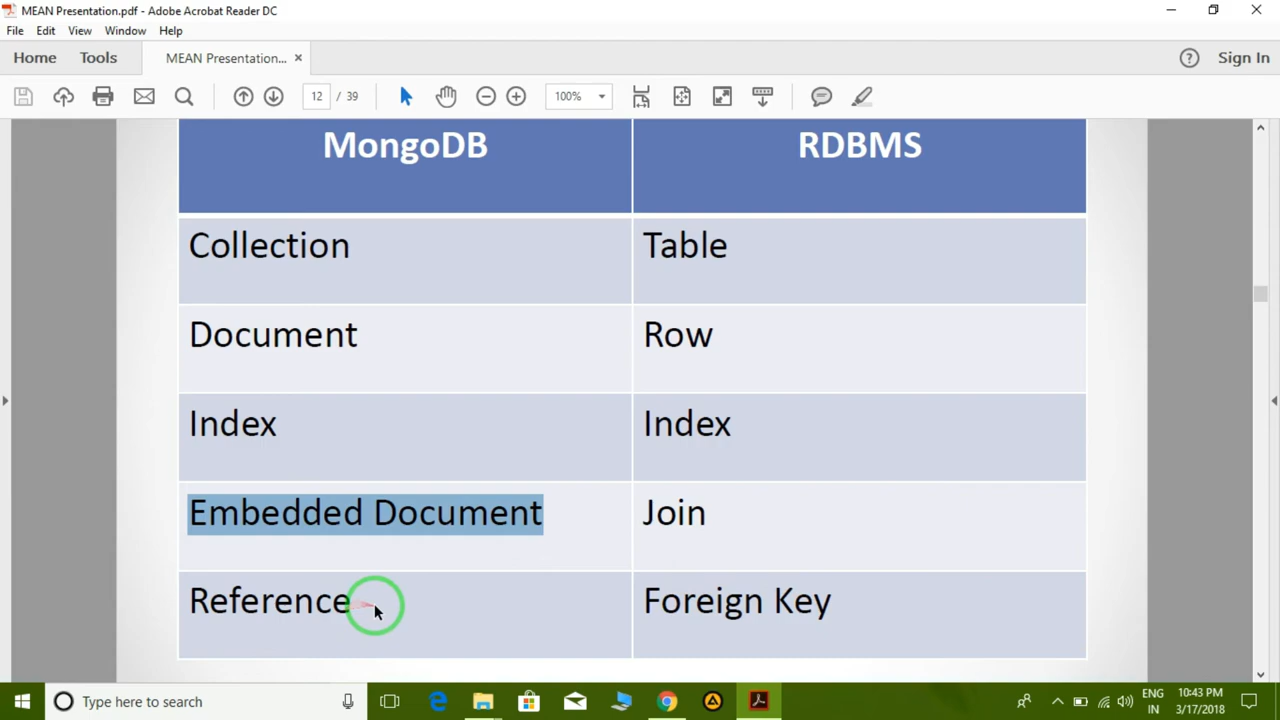 MEAN Presentation.pdf - Adobe Acrobat Reader DC
File Edit View Window Help
Home Tools MEAN Presentation... × Sign In
12 / 39 100%
MongoDB RDBMS
Collection Table
Document Row
Index Index
Embedded Document Join
Reference Foreign Key
Type here to search
ENG 10:43 PM
IN 3/17/2018